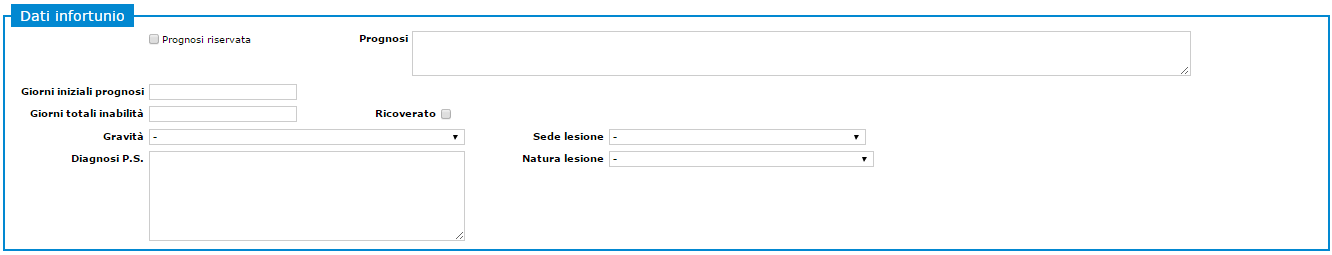 Dati infortunio
Prognosi riservata Prognosi
Giorni iniziali prognosi
Giorni totali inabilità Ricoverato
Gravità - Sede lesione -
Diagnosi P.S. Natura lesione -